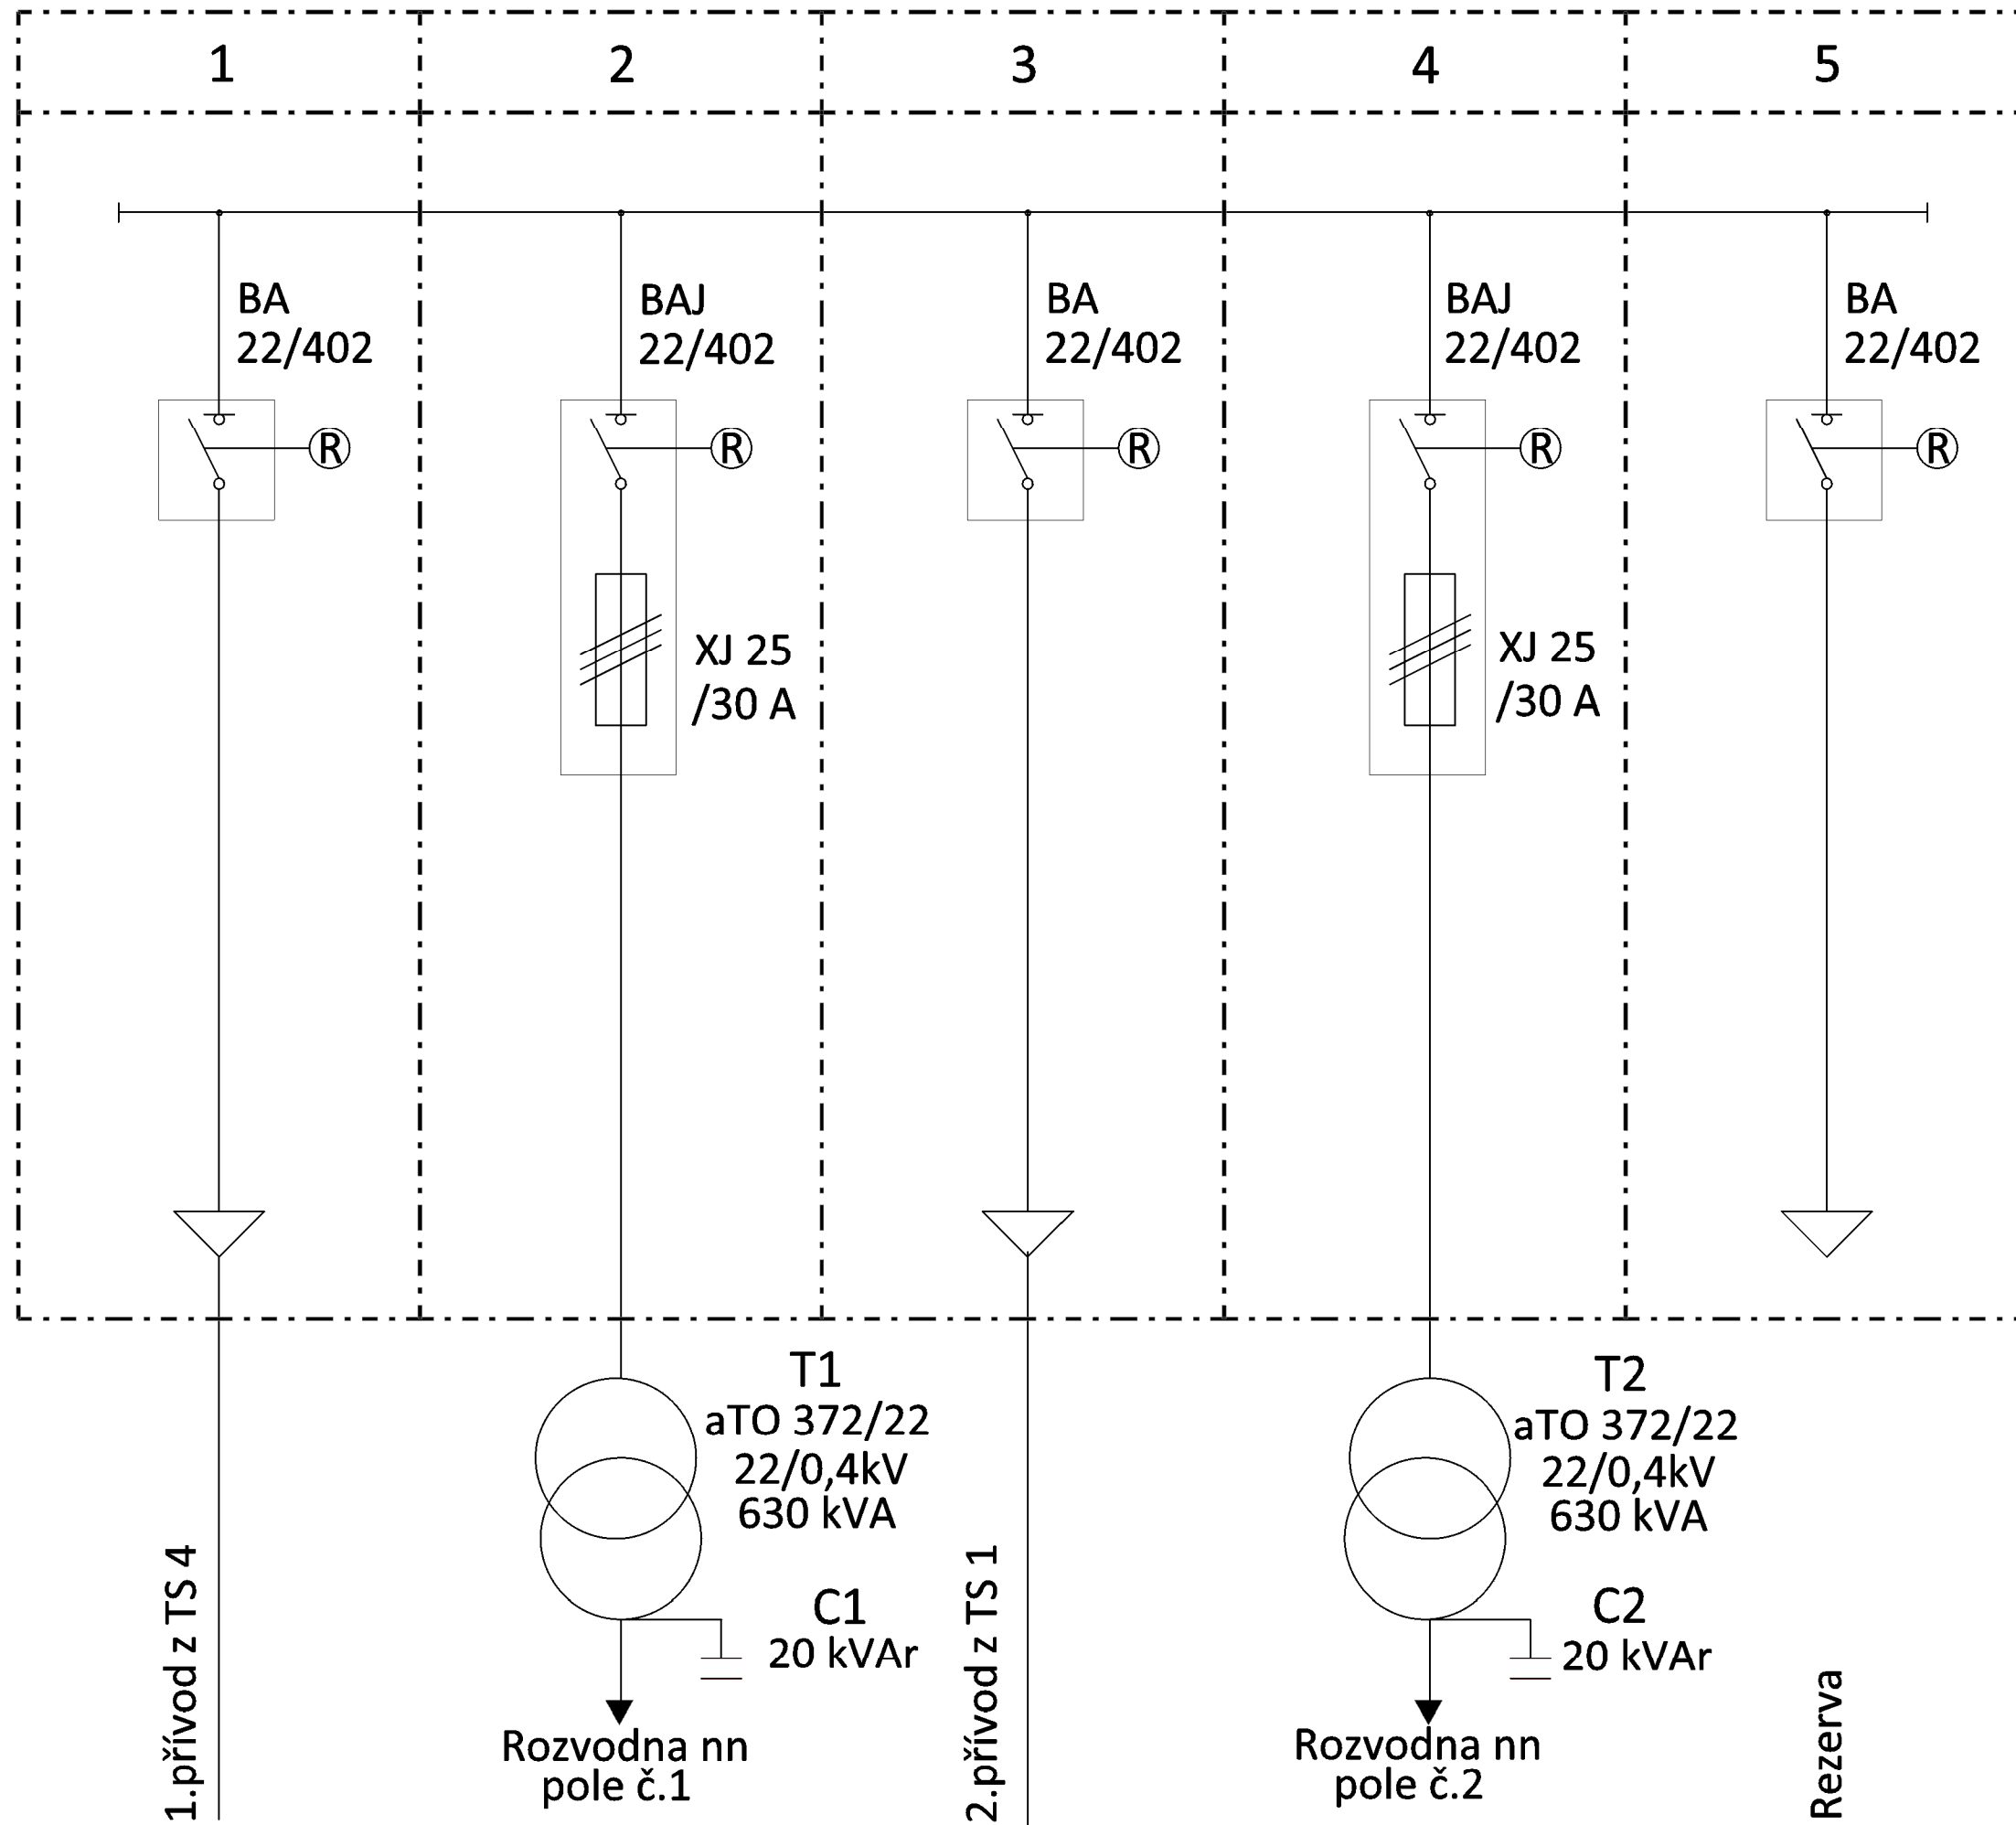 1
2
3
4
5
BA
22/402
BAJ
22/402
BA
22/402
BAJ
22/402
BA
22/402
R
R
R
R
R
XJ 25
/30 A
XJ 25
/30 A
1.přívod z TS 4
T1
aTO 372/22
22/0,4kV
630 kVA
C1
20 kVAr
Rozvodna nn
pole č.1
2.přívod z TS 1
T2
aTO 372/22
22/0,4kV
630 kVA
C2
20 kVAr
Rozvodna nn
pole č.2
Rezerva